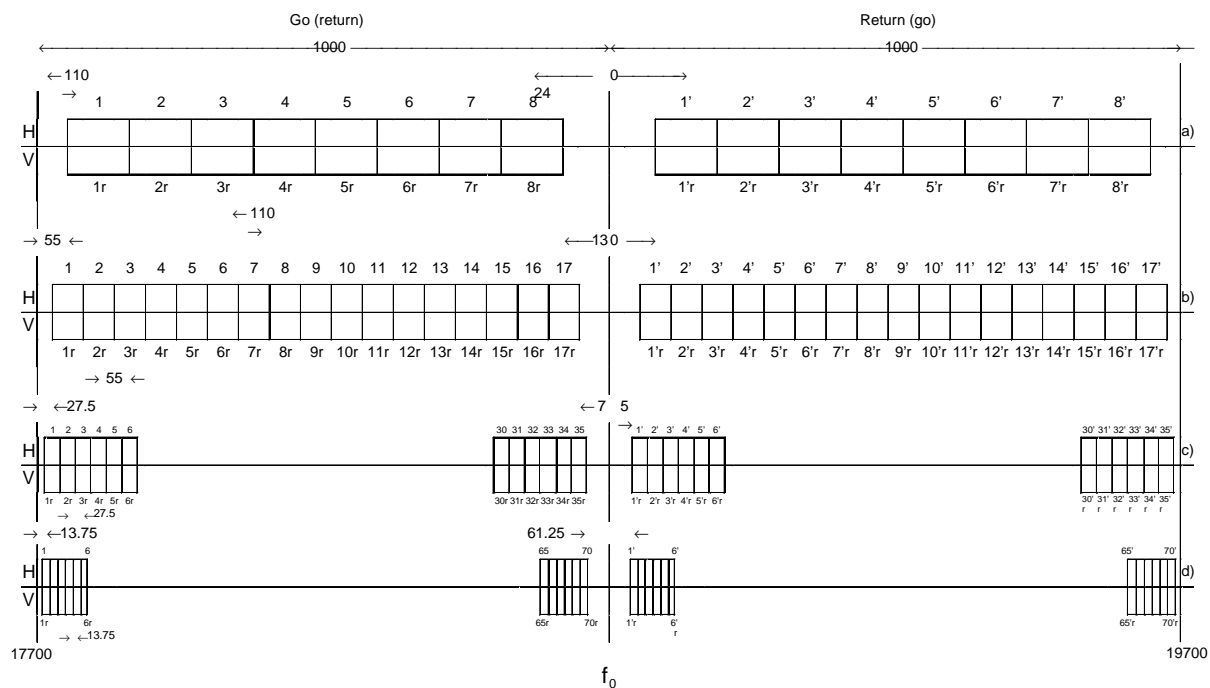 Go (return) Return (go)
1000 1000
110 0
24
1 2 3 4 5 6 7 8 1’ 2’ 3’ 4’ 5’ 6’ 7’ 8’
H
V
a)
1r 2r 3r 4r 5r 6r 7r 8r 1’r 2’r 3’r 4’r 5’r 6’r 7’r 8’r
110
55 130
1 2 3 4 5 6 7 8 9 10 11 12 13 14 15 16 17 1’ 2’ 3’ 4’ 5’ 6’ 7’ 8’ 9’ 10’ 11’ 12’ 13’ 14’ 15’ 16’ 17’
H
V
b)
1r 2r 3r 4r 5r 6r 7r 8r 9r 10r 11r 12r 13r 14r 15r 16r 17r 1’r 2’r 3’r 4’r 5’r 6’r 7’r 8’r 9’r 10’r 11’r 12’r 13’r 14’r 15’r 16’r 17’r
55
27.5 7 5
1 2 3 4 5 6 30 31 32 33 34 35 1’ 2’ 3’ 4’ 5’ 6’ 30’ 31’ 32’ 33’ 34’ 35’
H
V
c)
1r 2r 3r 4r 5r 6r 30r 31r 32r 33r 34r 35r 1’r 2’r 3’r 4’r 5’r 6’r 30’ 31’ 32’ 33’ 34’ 35’
r r r r r r
27.5
13.75 61.25
1 6 65 70 1’ 6’ 65’ 70’
H
V
d)
1r 6r 65r 70r 1’r 6’ 65’r 70’r
r
13.75
17700 19700
f0